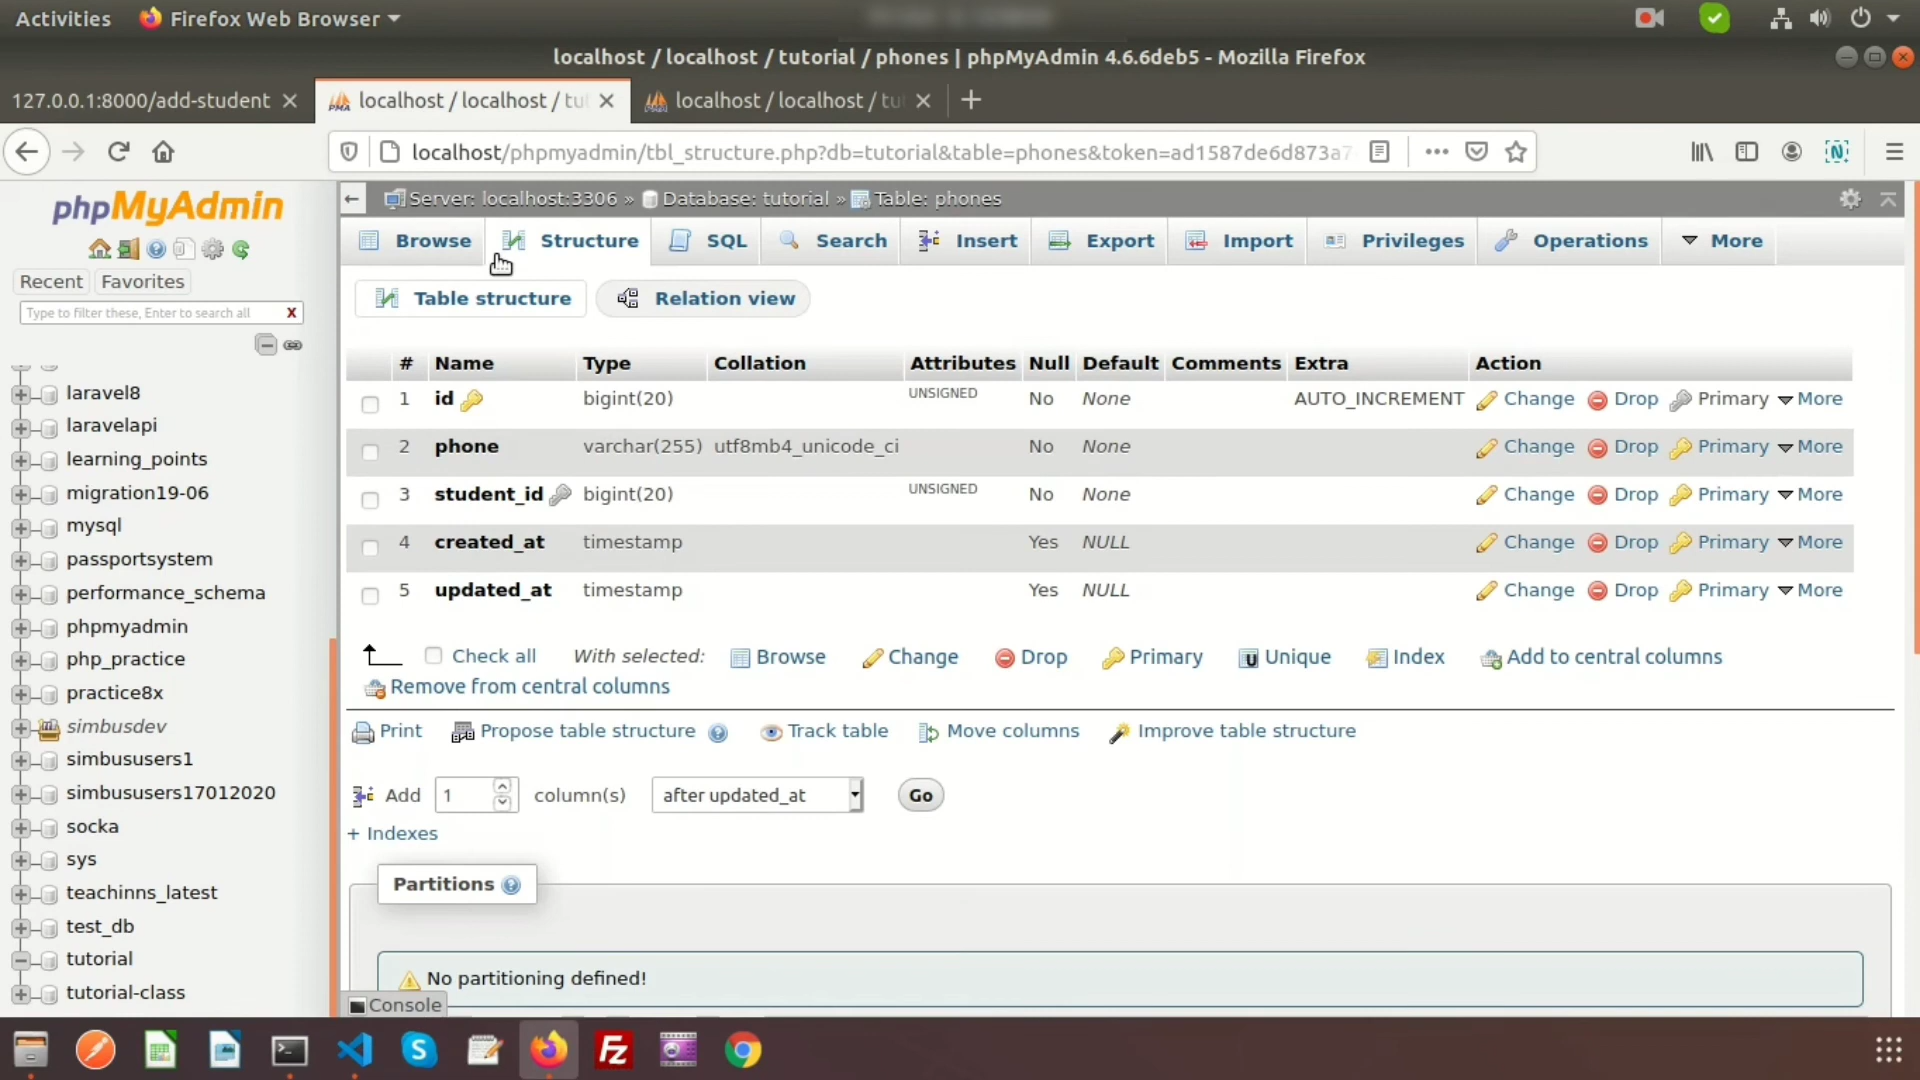 Activities
Firefox Web Browser
localhost / localhost / tutorial / phones | phpMyAdmin 4.6.6deb5 - Mozilla Firefox
127.0.0.1:8000/add-student
localhost / localhost / tu
localhost / localhost / tu
localhost/phpmyadmin/tbl_structure.php?db=tutorial&table=phones&token=ad1587de6d873a7
phpMyAdmin
Recent Favorites
Type to filter these, Enter to search all X
laravel8
laravelapi
learning_points
migration19-06
mysql
passportsystem
performance_schema
phpmyadmin
php_practice
practice8x
simbusdev
simbususers1
simbususers17012020
socka
sys
teachinns_latest
test_db
tutorial
tutorial-class
Server: localhost:3306 » Database: tutorial » Table: phones
Browse Structure SQL Search Insert Export Import Privileges Operations More
Table structure Relation view
# Name Type Collation Attributes Null Default Comments Extra Action
1 id bigint(20) UNSIGNED No None AUTO_INCREMENT Change Drop Primary More
2 phone varchar(255) utf8mb4_unicode_ci No None Change Drop Primary More
3 student_id bigint(20) UNSIGNED No None Change Drop Primary More
4 created_at timestamp Yes NULL Change Drop Primary More
5 updated_at timestamp Yes NULL Change Drop Primary More
Check all With selected: Browse Change Drop Primary Unique Index Add to central columns
Remove from central columns
Print Propose table structure Track table Move columns Improve table structure
Add 1 column(s) after updated_at Go
+ Indexes
Partitions
No partitioning defined!
Console